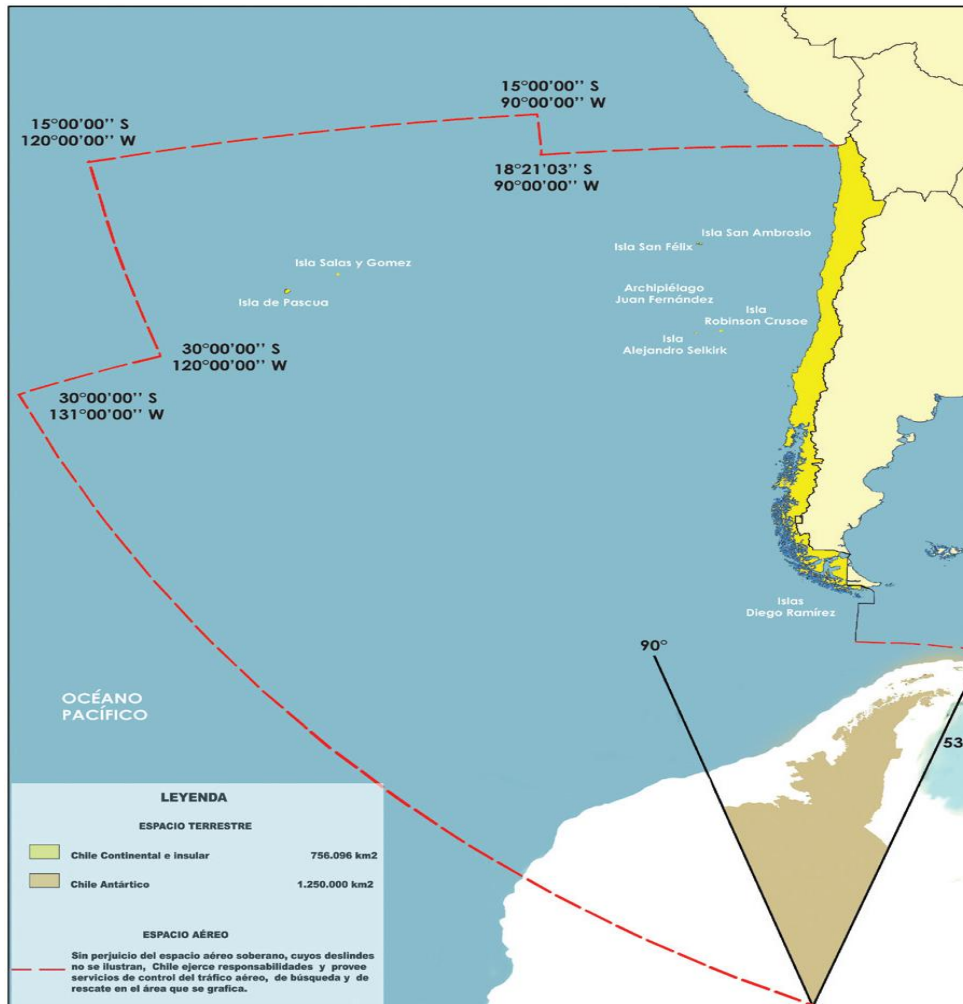 15°00'00'' S
90°00'00'' W
15°00'00'' S
120°00'00'' W
18°21'03'' S
90°00'00'' W
Isla San Ambrosio
Isla San Félix
Isla Salas y Gomez
Isla de Pascua
Archipiélago
Juan Fernández
Isla
Robinson Crusoe
Isla
Alejandro Selkirk
30°00'00'' S
120°00'00'' W
30°00'00'' S
131°00'00'' W
Islas
Diego Ramírez
90°
53
OCÉANO
PACÍFICO
LEYENDA
ESPACIO TERRESTRE
Chile Continental e insular 756.096 km2
Chile Antártico 1.250.000 km2
ESPACIO AÉREO
Sin perjuicio del espacio aéreo soberano, cuyos deslindes
no se ilustran, Chile ejerce responsabilidades y provee
servicios de control del tráfico aéreo, de búsqueda y de
rescate en el área que se grafica.